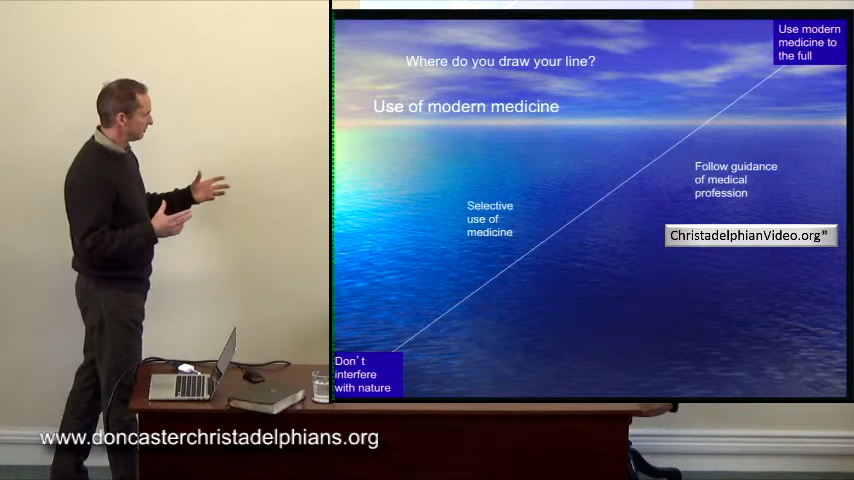 Where do you draw your line?
Use of modern medicine
Use modern
medicine to
the full
Follow guidance
of medical
profession
Selective
use of
medicine
ChristadelphianVideo.org”
Don’t
interfere
with nature
www.doncasterchristadelphians.org